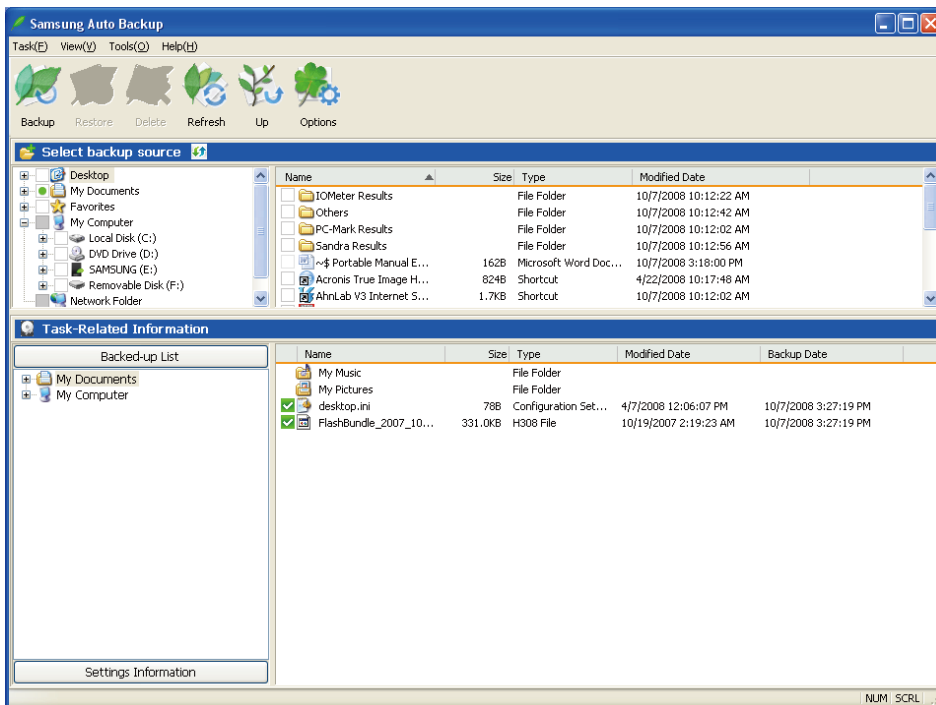 Samsung Auto Backup
Task(F) View(V) Tools(O) Help(H)
Backup Restore Delete Refresh Up Options
Select backup source
Desktop
My Documents
Favorites
My Computer
Local Disk (C:)
DVD Drive (D:)
SAMSUNG (E:)
Removable Disk (F:)
Network Folder
Name Size Type Modified Date
IOMeter Results File Folder 10/7/2008 10:12:22 AM
Others File Folder 10/7/2008 10:12:42 AM
PC-Mark Results File Folder 10/7/2008 10:12:02 AM
Sandra Results File Folder 10/7/2008 10:12:56 AM
~$ Portable Manual E... 162B Microsoft Word Doc... 10/7/2008 3:18:00 PM
Acronis True Image H... 824B Shortcut 4/22/2008 10:17:48 AM
AhnLab V3 Internet S... 1.7KB Shortcut 10/7/2008 10:12:02 AM
Task-Related Information
Backed-up List
My Documents
My Computer
Settings Information
Name Size Type Modified Date Backup Date
My Music File Folder
My Pictures File Folder
desktop.ini 78B Configuration Set... 4/7/2008 12:06:07 PM 10/7/2008 3:27:19 PM
FlashBundle_2007_10... 331.0KB H308 File 10/19/2007 2:19:23 AM 10/7/2008 3:27:19 PM
NUM SCRL